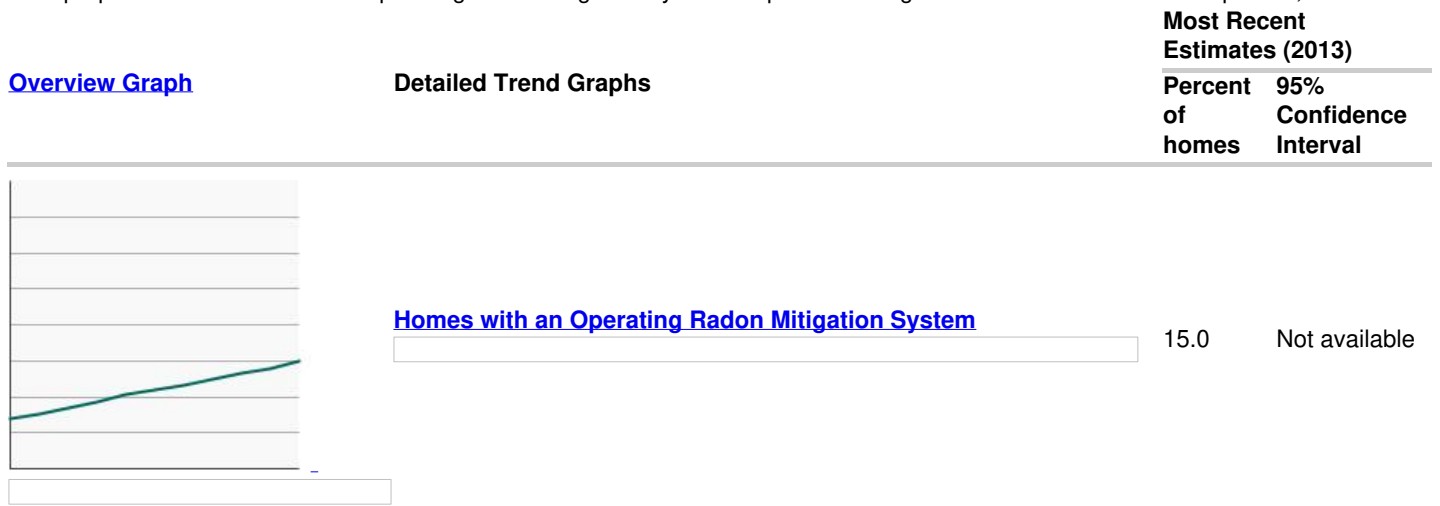 Most Recent
Estimates (2013)
Overview Graph
Detailed Trend Graphs
Percent of homes
95% Confidence Interval
Homes with an Operating Radon Mitigation System
15.0
Not available